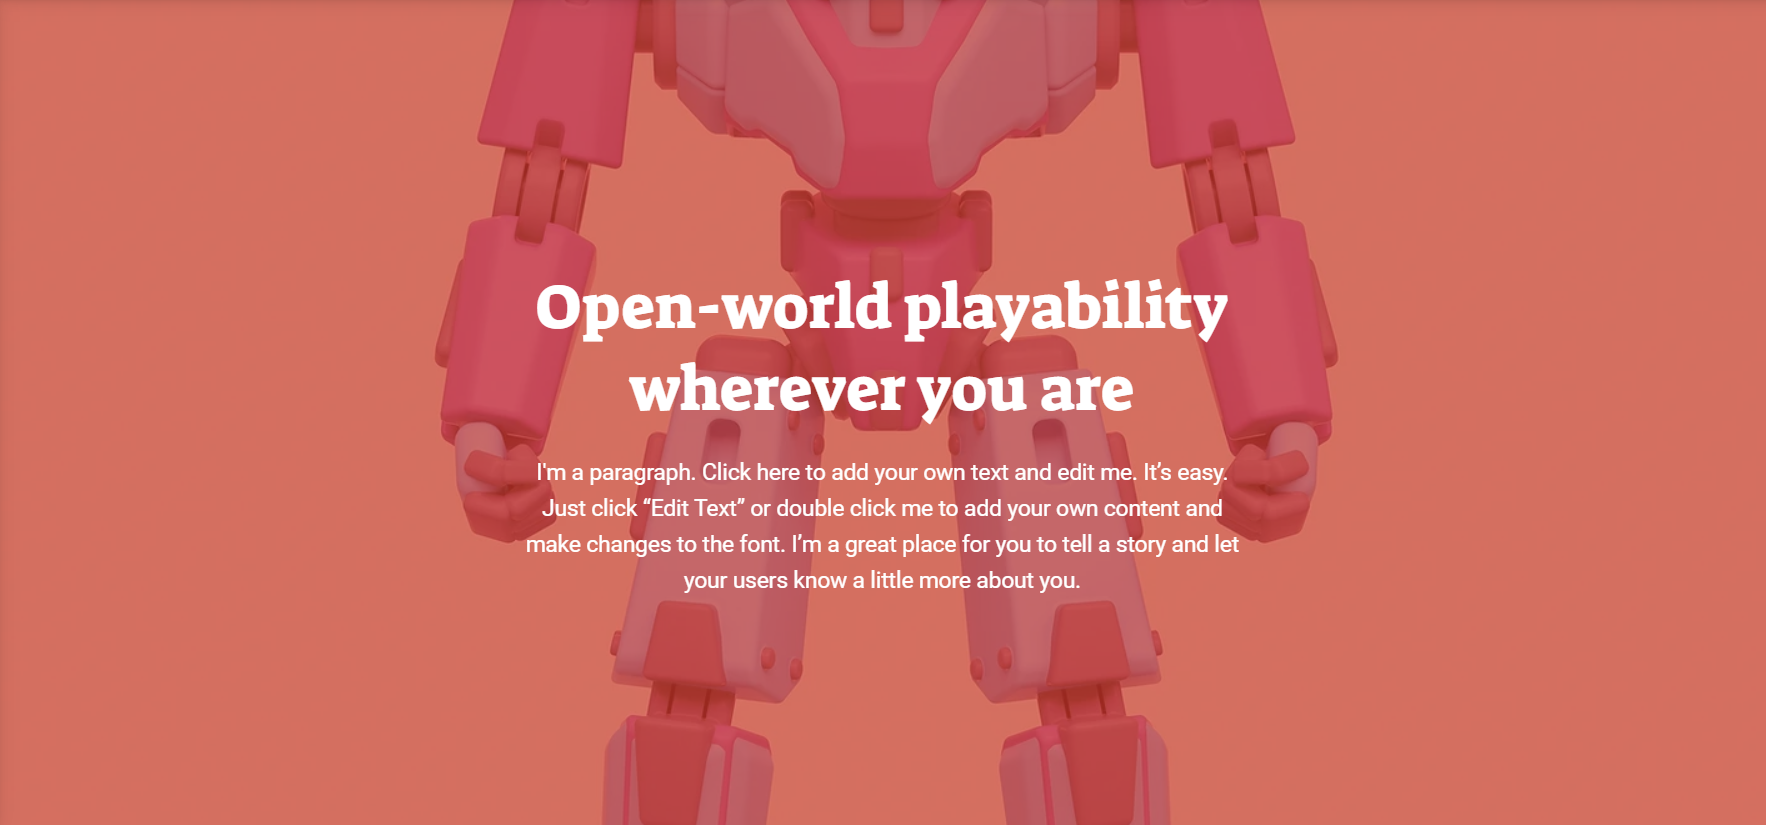 Open-world playability
wherever you are
I'm a paragraph. Click here to add your own text and edit me. It’s easy.
Just click “Edit Text” or double click me to add your own content and
make changes to the font. I’m a great place for you to tell a story and let
your users know a little more about you.